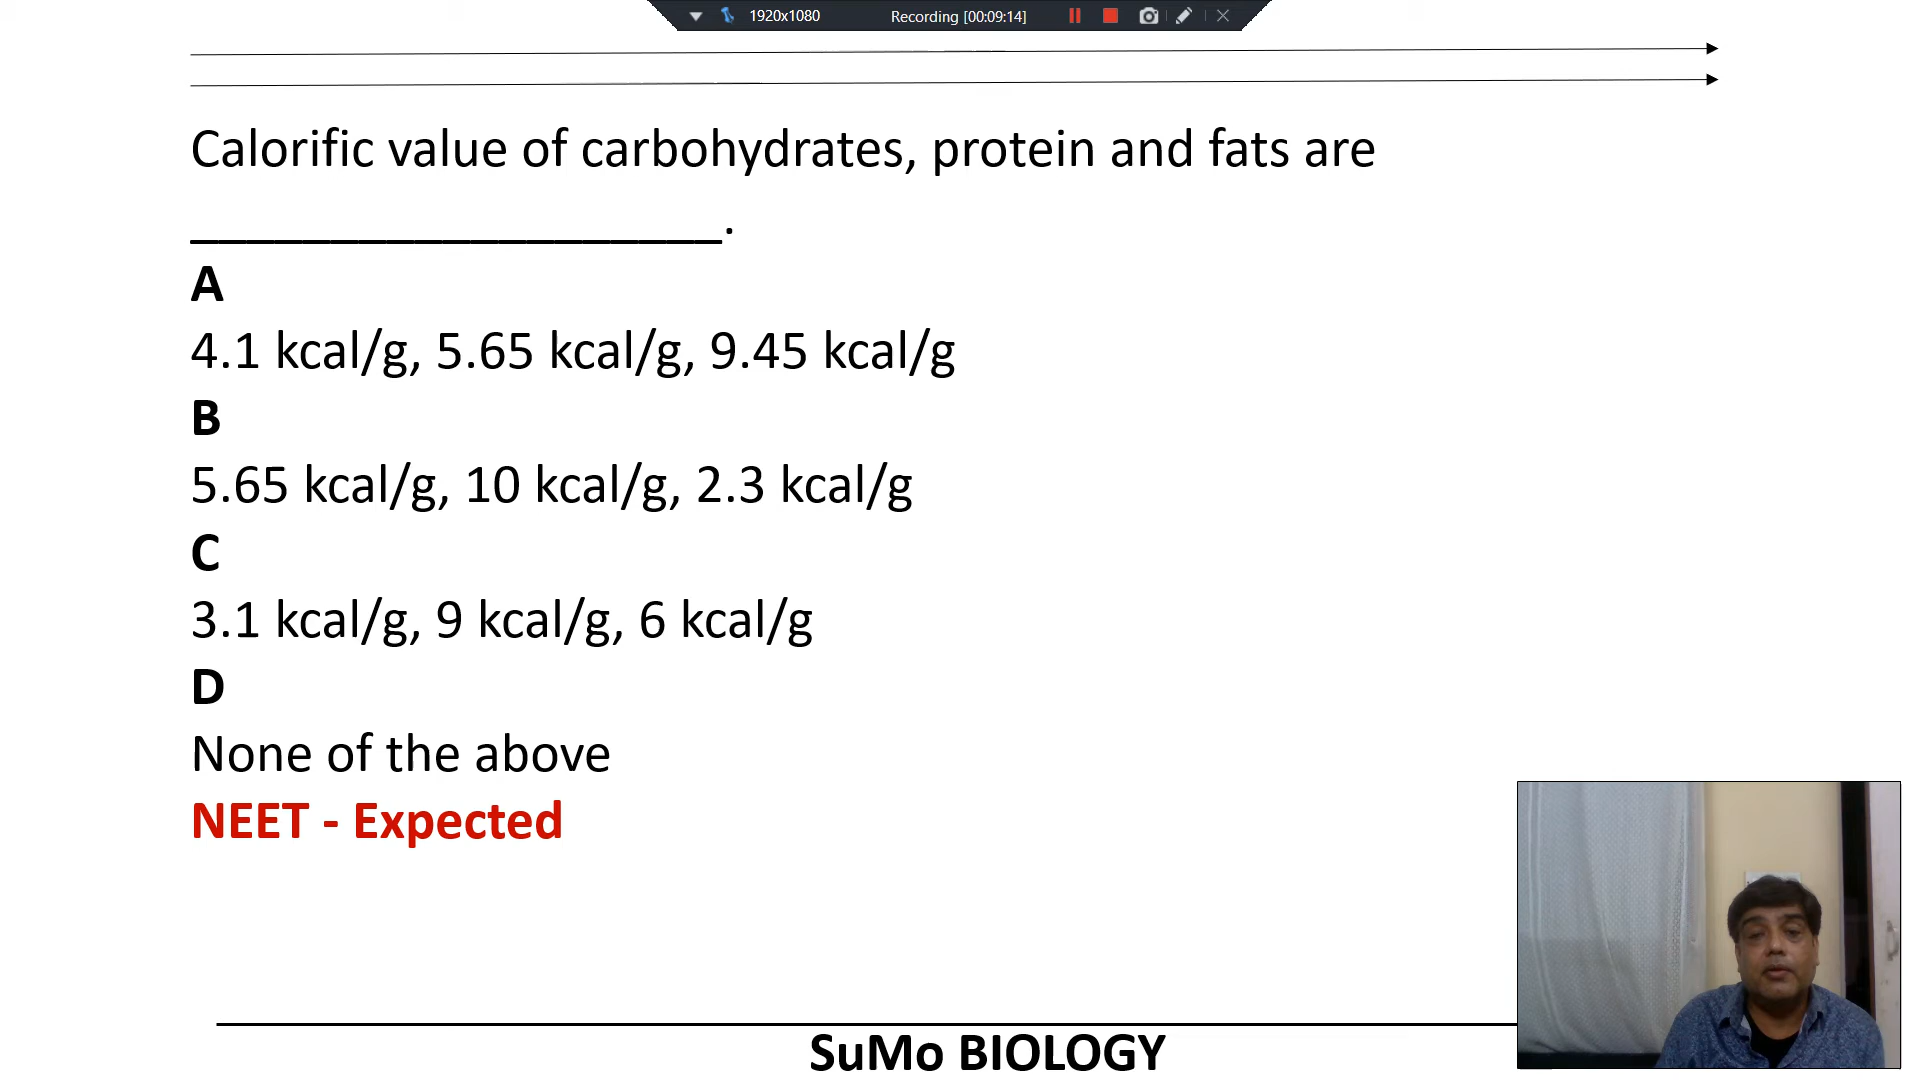 1920x1080 Recording [00:09:14]
Calorific value of carbohydrates, protein and fats are
___________________.
A
4.1 kcal/g, 5.65 kcal/g, 9.45 kcal/g
B
5.65 kcal/g, 10 kcal/g, 2.3 kcal/g
C
3.1 kcal/g, 9 kcal/g, 6 kcal/g
D
None of the above
NEET - Expected
SuMo BIOLOGY